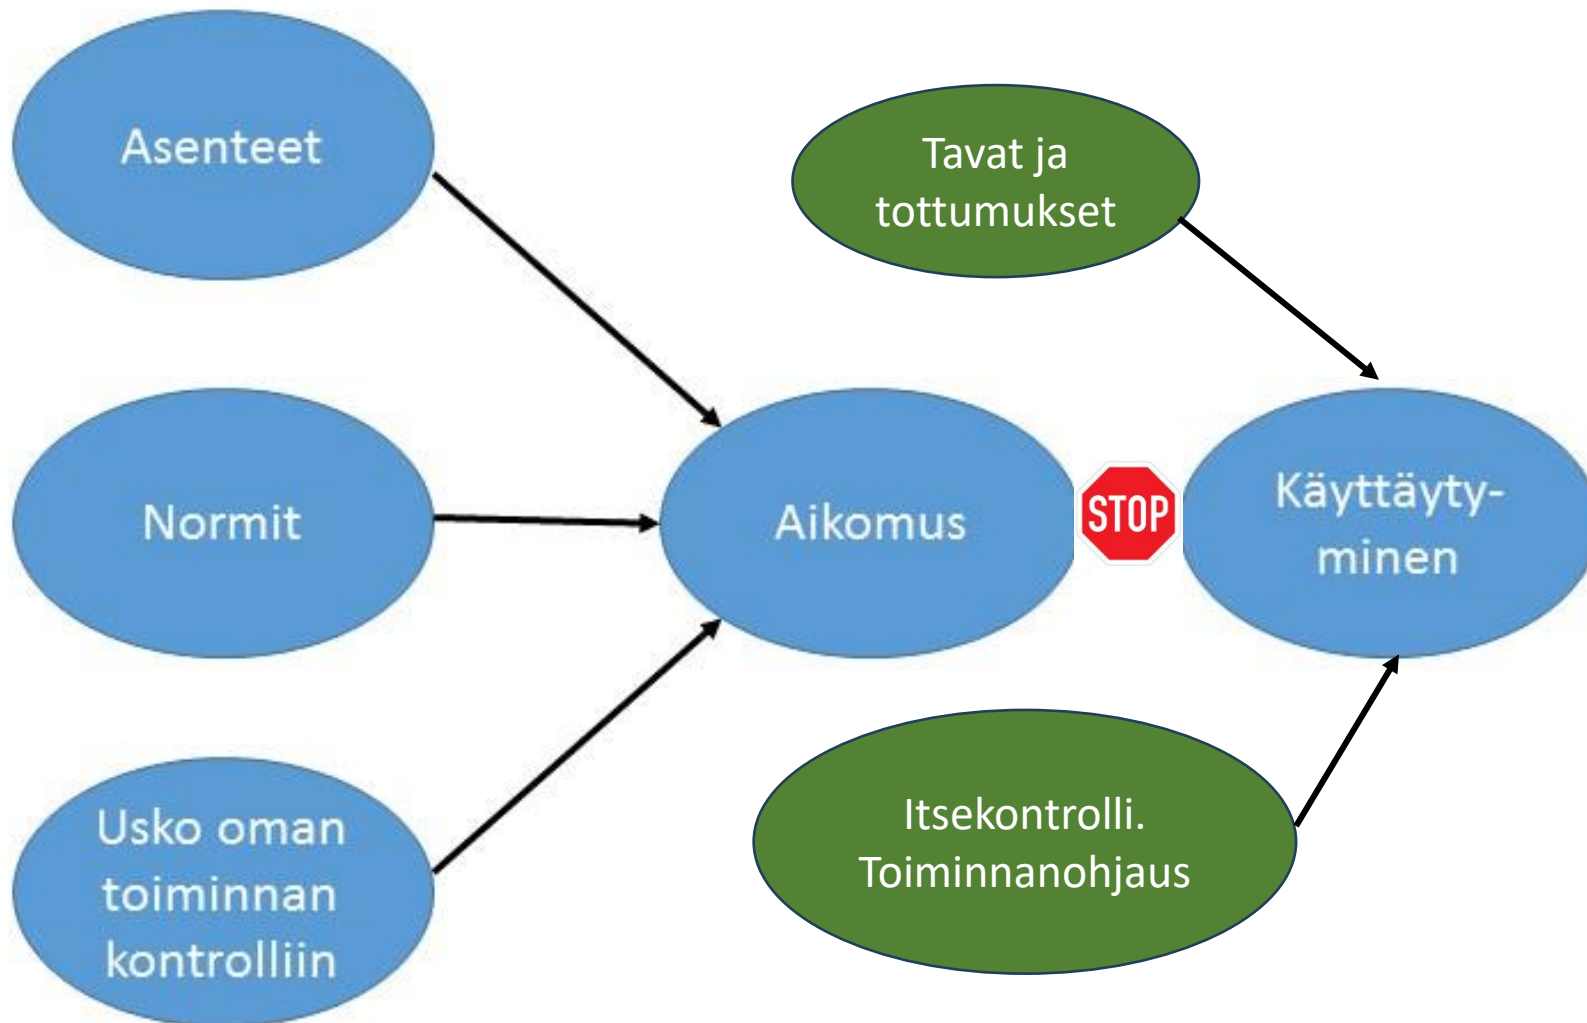 Asenteet
Tavat ja
tottumukset
Normit
Aikomus
STOP
Käyttäyty-
minen
Usko oman
toiminnan
kontrolliin
Itsekontrolli.
Toiminnanohjaus